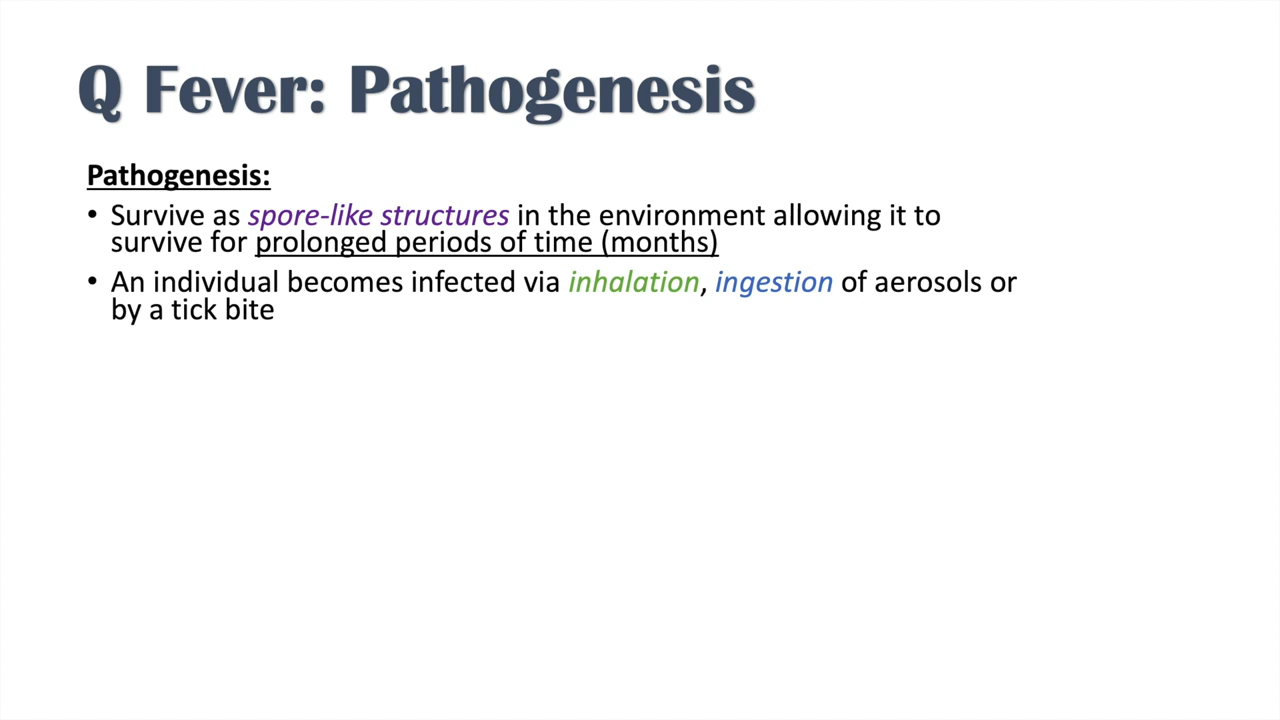 Q Fever: Pathogenesis
Pathogenesis:
• Survive as spore-like structures in the environment allowing it to
survive for prolonged periods of time (months)
• An individual becomes infected via inhalation, ingestion of aerosols or
by a tick bite